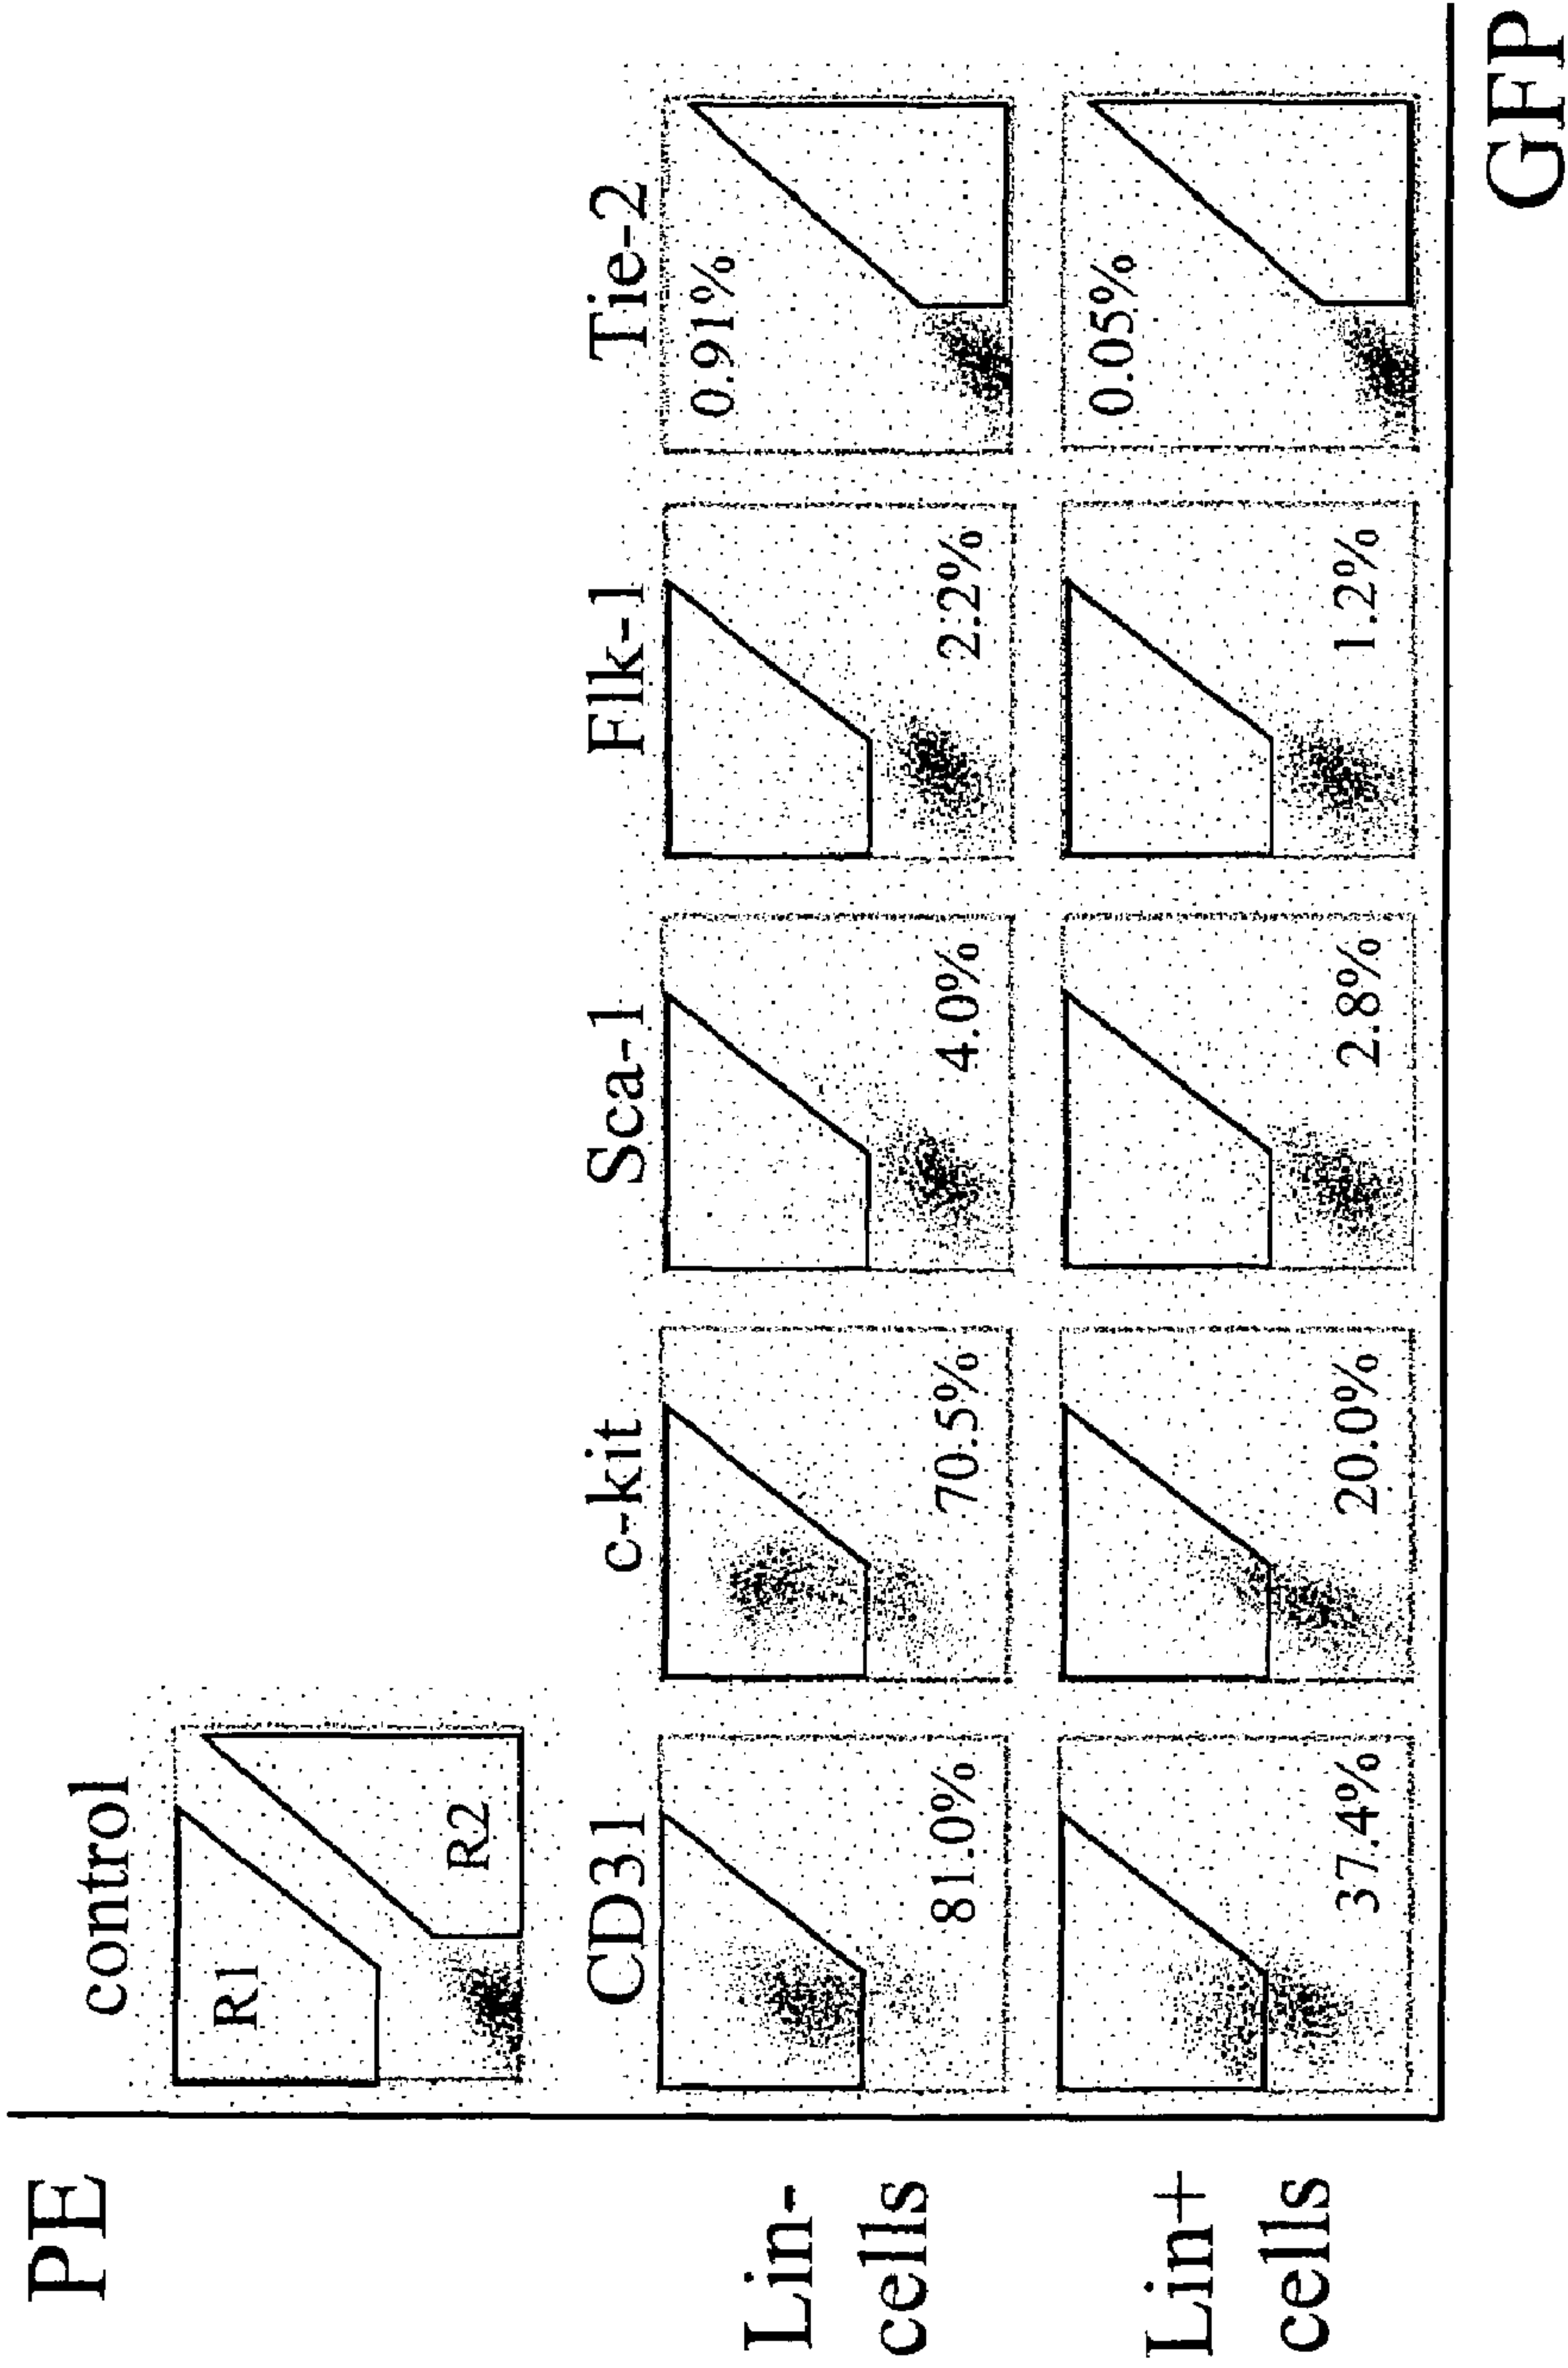 PE
control
R1
R2
CD31 c-kit Sca-1 Flk-1 Tie-2
Lin-
cells
81.0% 70.5% 4.0% 2.2% 0.91%
Lin+
cells
37.4% 20.0% 2.8% 1.2% 0.05%
GFP